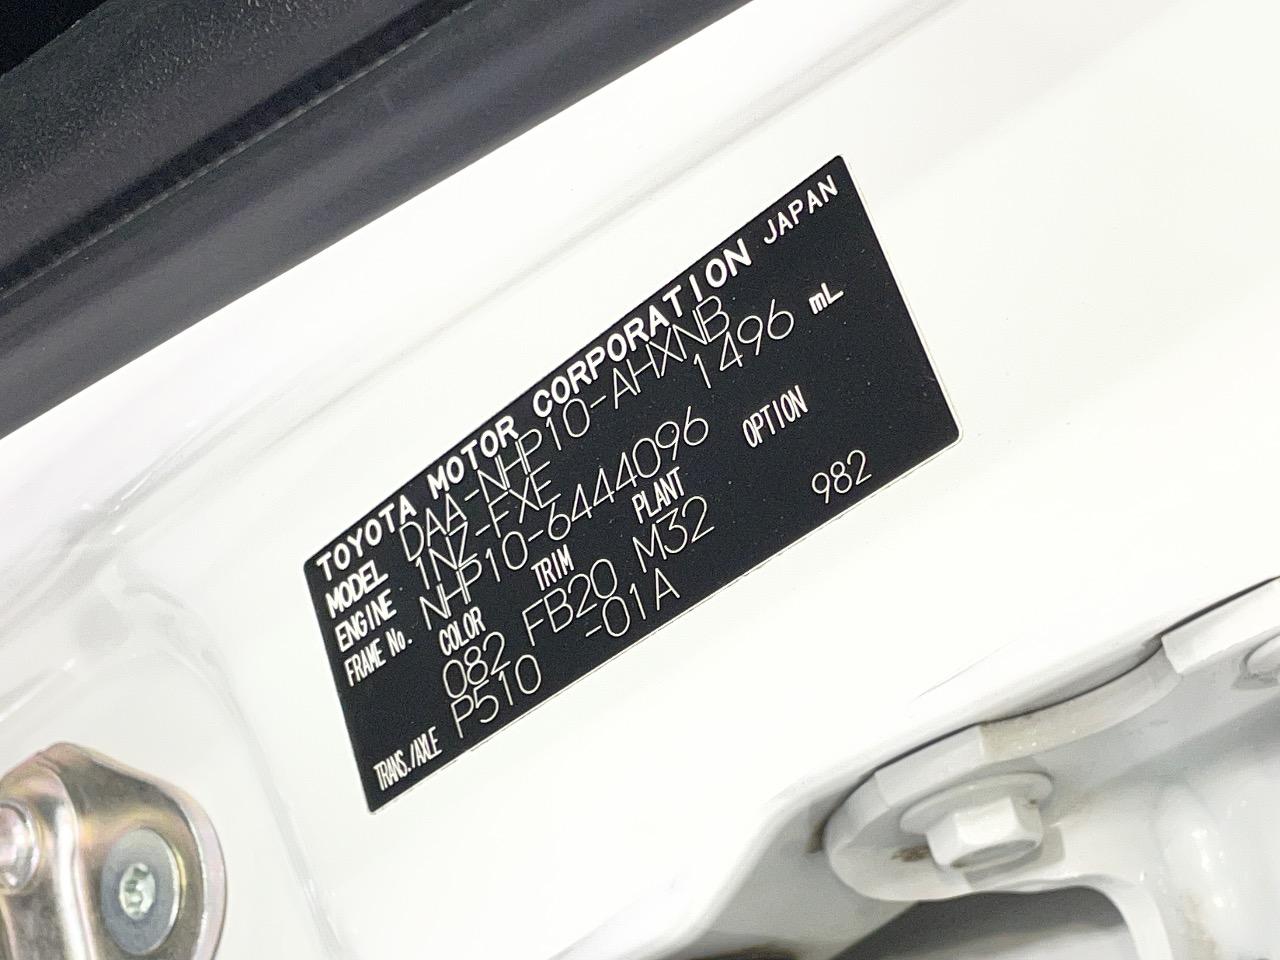 TOYOTA MOTOR CORPORATION JAPAN
MODEL DAA-NHP10-AHXNB
ENGINE 1NZ-FXE 1496 mL
FRAME No. NHP10-6444096
COLOR TRIM PLANT OPTION
082 FB20 M32 982
TRANS./AXLE P510 -01A